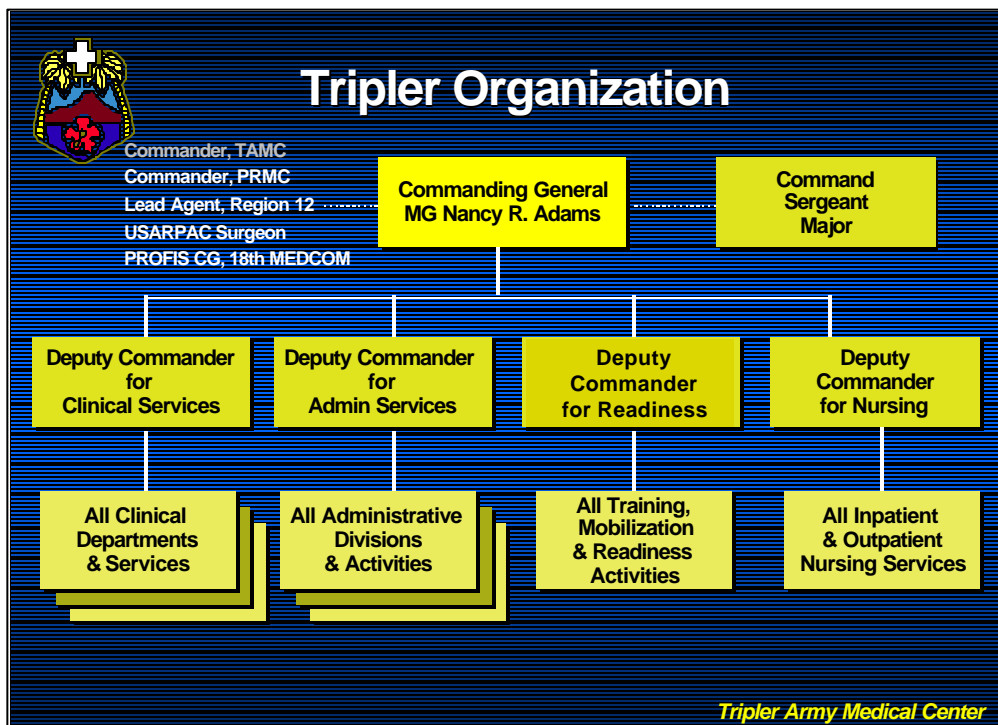 Tripler Organization
Commander, TAMC
Commander, PRMC
Lead Agent, Region 12
USARPAC Surgeon
PROFIS CG, 18th MEDCOM
Commanding General
MG Nancy R. Adams
Command
Sergeant
Major
Deputy Commander
for
Clinical Services
Deputy Commander
for
Admin Services
Deputy
Commander
for Readiness
Deputy
Commander
for Nursing
All Clinical
Departments
& Services
All Administrative
Divisions
& Activities
All Training,
Mobilization
& Readiness
Activities
All Inpatient
& Outpatient
Nursing Services
Tripler Army Medical Center